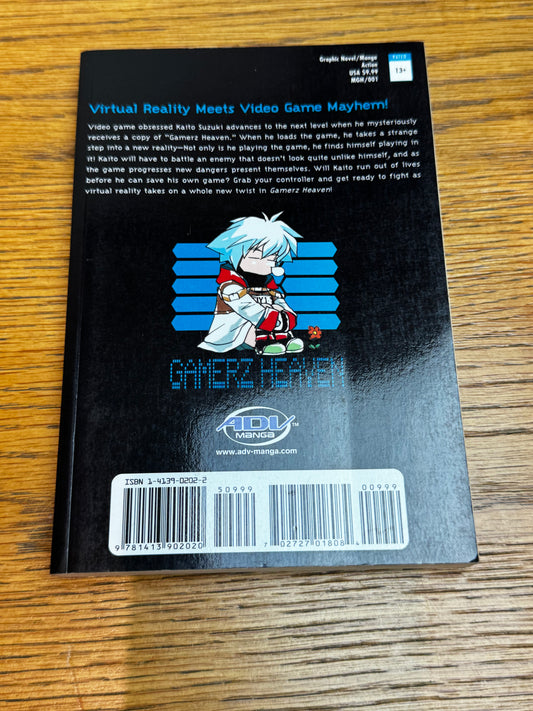 Graphic Novel/Manga
Action
USA $9.99
MGH/001
13+
Virtual Reality Meets Video Game Mayhem!
Video game obsessed Kaito Suzuki advances to the next level when he mysteriously
receives a copy of "Gamerz Heaven." When he loads the game, he takes a strange
step into a new reality—Not only is he playing the game, he finds himself playing in
it! Kaito will have to battle an enemy that doesn't look quite unlike himself, and as
the game progresses new dangers present themselves. Will Kaito run out of lives
before he can save his own game? Grab your controller and get ready to fight as
virtual reality takes on a whole new twist in Gamerz Heaven!
GAMERZ HEAVEN
ADV™
MANGA
www.adv-manga.com
ISBN 1-4139-0202-2
50999
00999
9 781413 902020
7 02727 01808 4